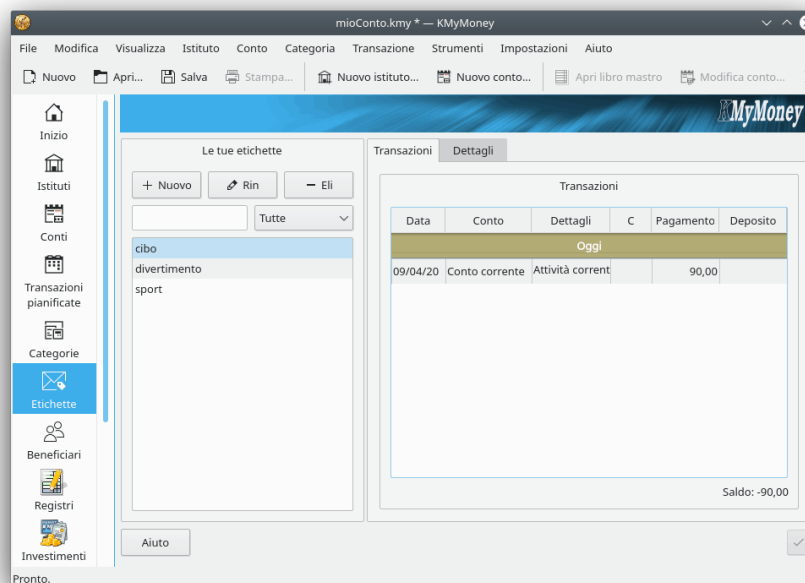 mioConto.kmy * — KMyMoney
File Modifica Visualizza Istituto Conto Categoria Transazione Strumenti Impostazioni Aiuto
Nuovo Apri... Salva Stampa... Nuovo istituto... Nuovo conto... Apri libro mastro Modifica conto...
KMyMoney
Inizio
Istituti
Conti
Transazioni
pianificate
Categorie
Etichette
Beneficiari
Registri
Investimenti
Le tue etichette
Nuovo Rin Eli
Tutte
cibo
divertimento
sport
Transazioni Dettagli
Transazioni
Data Conto Dettagli C Pagamento Deposito
Oggi
09/04/20 Conto corrente Attività corrent 90,00
Saldo: -90,00
Aiuto
Pronto.